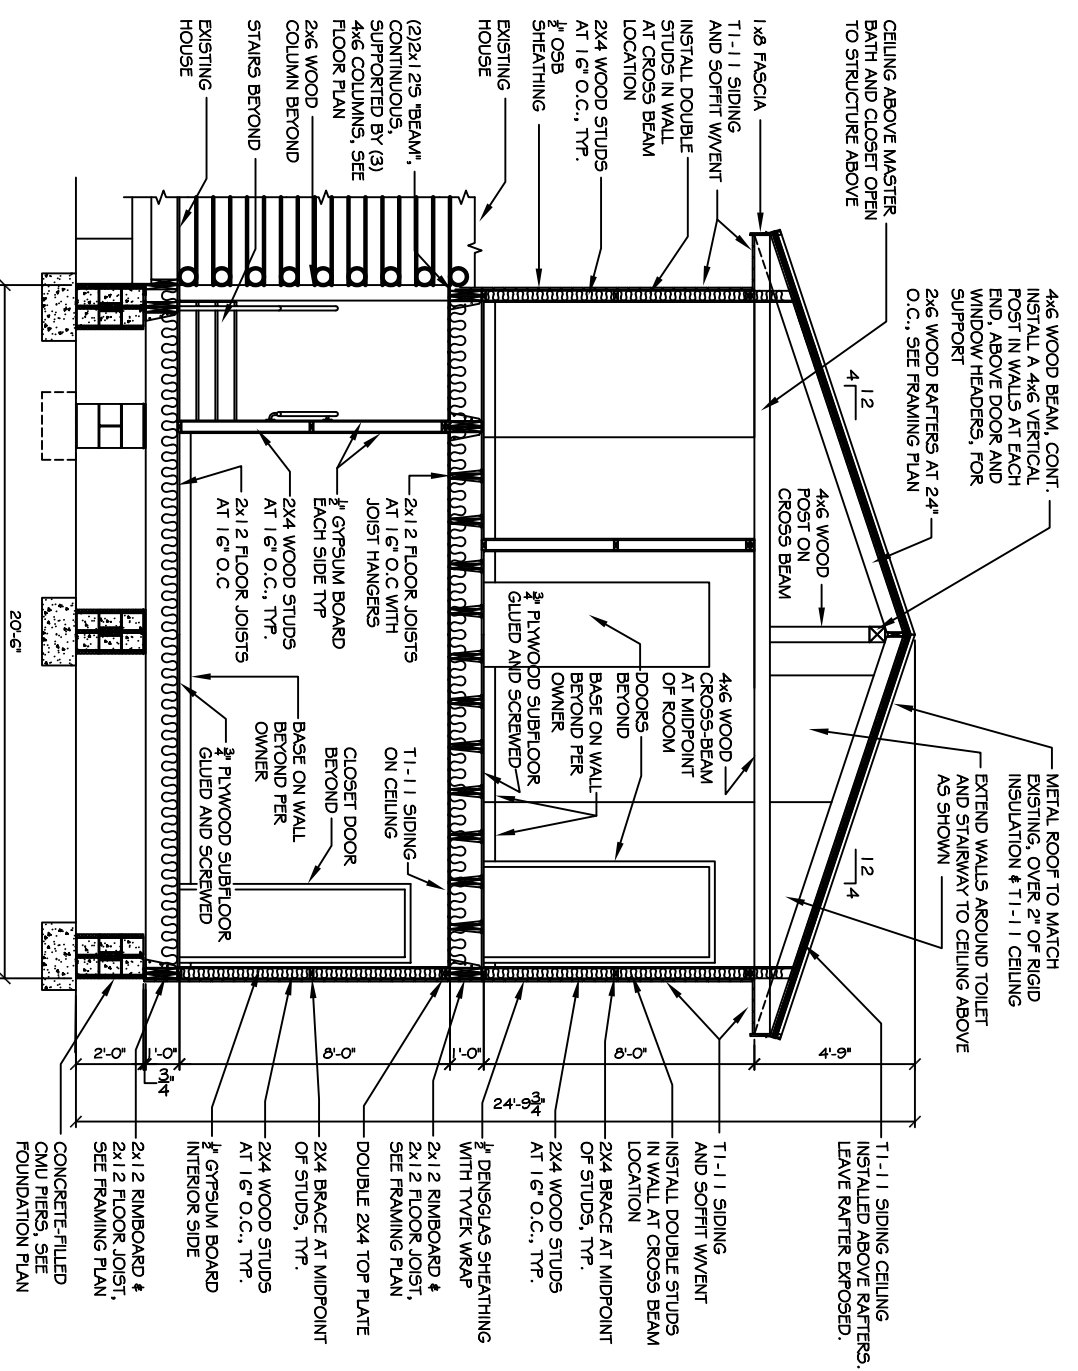 4x6 WOOD BEAM, CONT.
INSTALL A 4x6 VERTICAL
POST IN WALLS AT EACH
END, ABOVE DOOR AND
WINDOW HEADERS, FOR
SUPPORT
2x6 WOOD RAFTERS AT 24"
O.C., SEE FRAMING PLAN
CEILING ABOVE MASTER
BATH AND CLOSET OPEN
TO STRUCTURE ABOVE
1x8 FASCIA
T1-11 SIDING
AND SOFFIT W/VENT
INSTALL DOUBLE
STUDS IN WALL
AT CROSS BEAM
LOCATION
2X4 WOOD STUDS
AT 16" O.C., TYP.
1/2" OSB
SHEATHING
EXISTING
HOUSE
(2)2x12'S "BEAM",
CONTINUOUS,
SUPPORTED BY (3)
4x6 COLUMNS, SEE
FLOOR PLAN
2x6 WOOD
COLUMN BEYOND
STAIRS BEYOND
EXISTING
HOUSE
12
4
4x6 WOOD
POST ON
CROSS BEAM
12
4
4x6 WOOD
CROSS-BEAM
AT MIDPOINT
OF ROOM
DOORS
BEYOND
BASE ON WALL
BEYOND PER
OWNER
3/4" PLYWOOD SUBFLOOR
GLUED AND SCREWED
2x12 FLOOR JOISTS
AT 16" O.C WITH
JOIST HANGERS
1/2" GYPSUM BOARD
EACH SIDE TYP
2X4 WOOD STUDS
AT 16" O.C., TYP.
2x12 FLOOR JOISTS
AT 16" O.C
T1-11 SIDING
ON CEILING
CLOSET DOOR
BEYOND
BASE ON WALL
BEYOND PER
OWNER
3/4" PLYWOOD SUBFLOOR
GLUED AND SCREWED
METAL ROOF TO MATCH
EXISTING, OVER 2" OF RIGID
INSULATION & T1-11 CEILING
EXTEND WALLS AROUND TOILET
AND STAIRWAY TO CEILING ABOVE
AS SHOWN
4'-9"
8'-0"
1'-0"
8'-0"
1'-0"
2'-0"
3/4"
24'-9 3/4"
20'-6"
T1-11 SIDING CEILING
INSTALLED ABOVE RAFTERS.
LEAVE RAFTER EXPOSED.
T1-11 SIDING
AND SOFFIT W/VENT
INSTALL DOUBLE STUDS
IN WALL AT CROSS BEAM
LOCATION
2X4 BRACE AT MIDPOINT
OF STUDS, TYP.
2X4 WOOD STUDS
AT 16" O.C., TYP.
1/2" DENSGLAS SHEATHING
WITH TYVEK WRAP
2x12 RIMBOARD &
2x12 FLOOR JOIST,
SEE FRAMING PLAN
DOUBLE 2X4 TOP PLATE
2X4 BRACE AT MIDPOINT
OF STUDS, TYP.
2X4 WOOD STUDS
AT 16" O.C., TYP.
1/2" GYPSUM BOARD
INTERIOR SIDE
2x12 RIMBOARD &
2x12 FLOOR JOIST,
SEE FRAMING PLAN
CONCRETE-FILLED
CMU PIERS, SEE
FOUNDATION PLAN